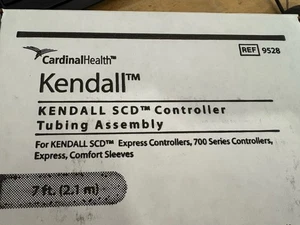 CardinalHealth™
REF 9528
Kendall™
KENDALL SCD™ Controller
Tubing Assembly
For KENDALL SCD™ Express Controllers, 700 Series Controllers,
Express, Comfort Sleeves
7 ft. (2,1 m)